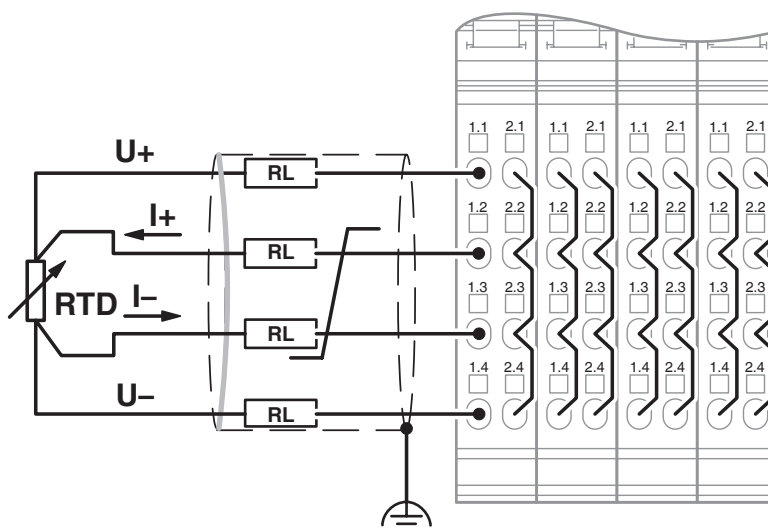 1.1 2.1 1.1 2.1 1.1 2.1 1.1 2.1
U+
RL
I+
1.2 2.2 1.2 2.2 1.2 2.2 1.2 2.2
RL
RTD
I–
1.3 2.3 1.3 2.3 1.3 2.3 1.3 2.3
RL
1.4 2.4 1.4 2.4 1.4 2.4 1.4 2.4
U–
RL